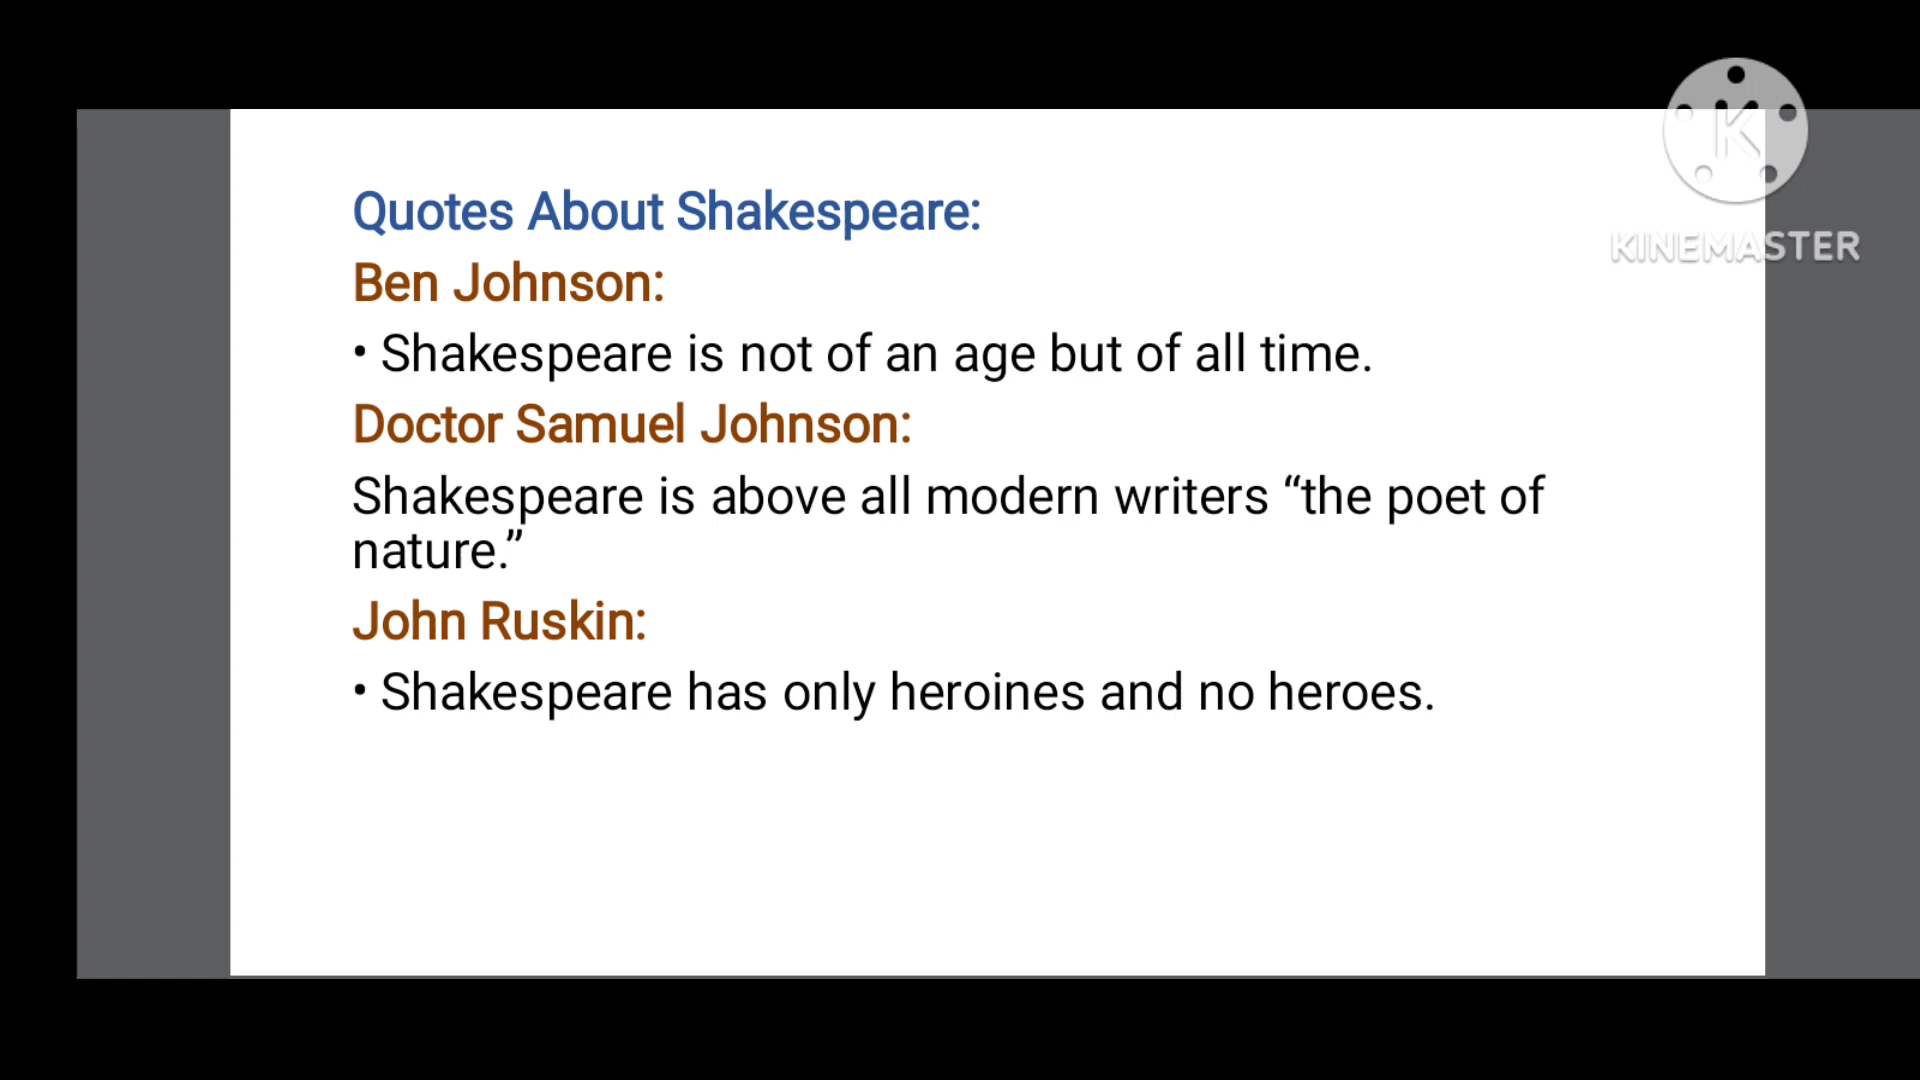 Quotes About Shakespeare:
Ben Johnson:
• Shakespeare is not of an age but of all time.
Doctor Samuel Johnson:
Shakespeare is above all modern writers “the poet of
nature.”
John Ruskin:
• Shakespeare has only heroines and no heroes.
K
KINEMASTER